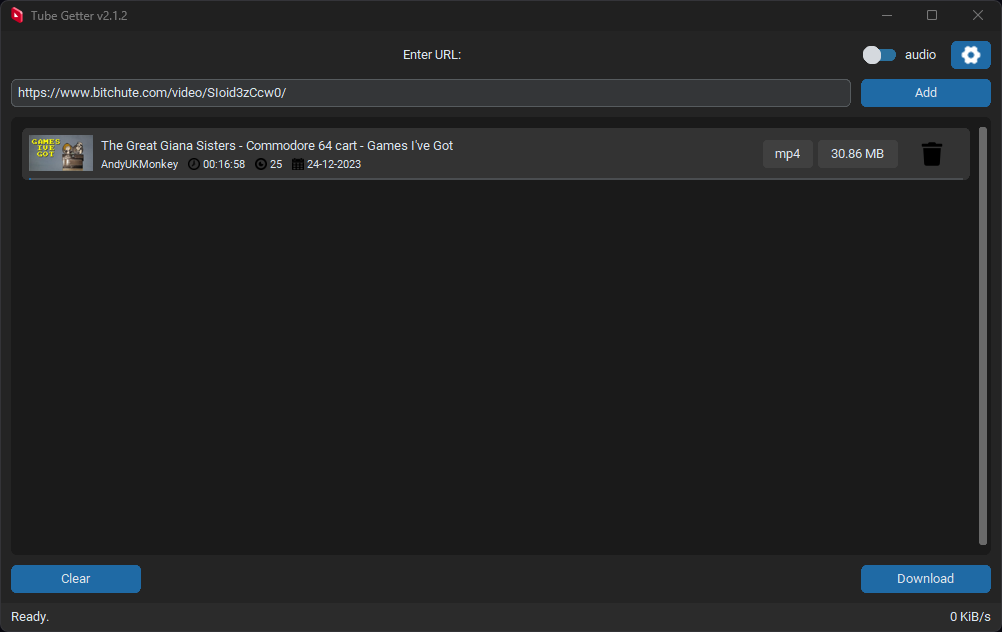 Tube Getter v2.1.2
Enter URL:
audio
https://www.bitchute.com/video/SIoid3zCcw0/
Add
GAMES
I'VE
GOT
The Great Giana Sisters - Commodore 64 cart - Games I've Got
AndyUKMonkey 00:16:58 25 24-12-2023
mp4
30.86 MB
Clear
Download
Ready.
0 KiB/s